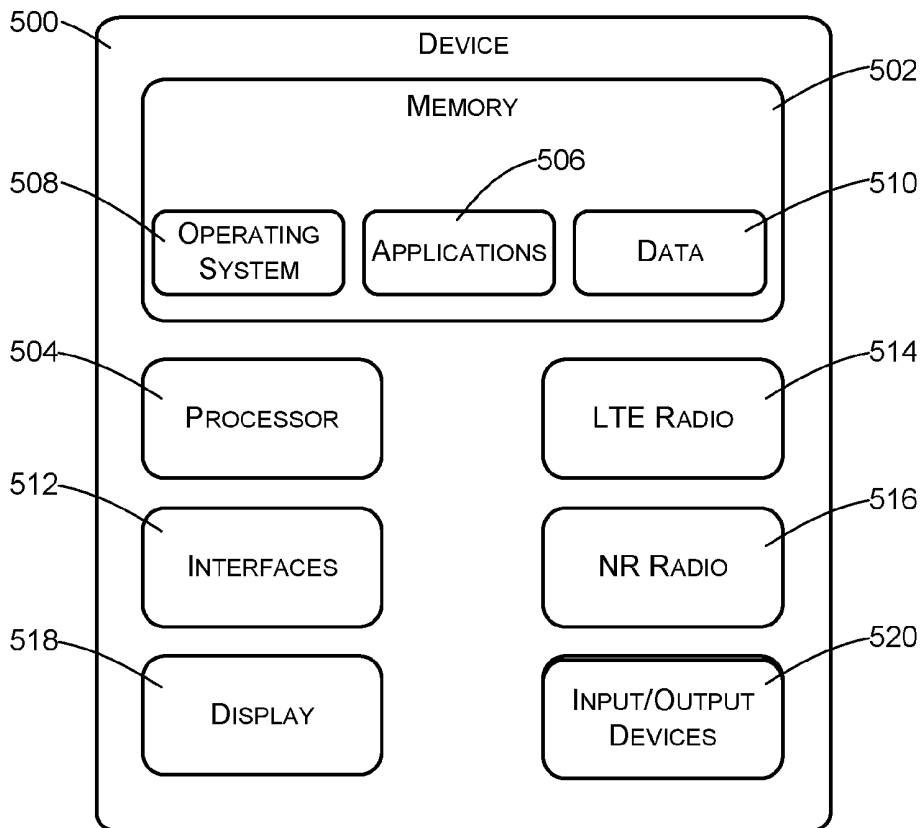 500
DEVICE
502
MEMORY
506
508
510
OPERATING
SYSTEM
APPLICATIONS
DATA
504
514
PROCESSOR
LTE RADIO
512
516
INTERFACES
NR RADIO
518
520
DISPLAY
INPUT/OUTPUT
DEVICES